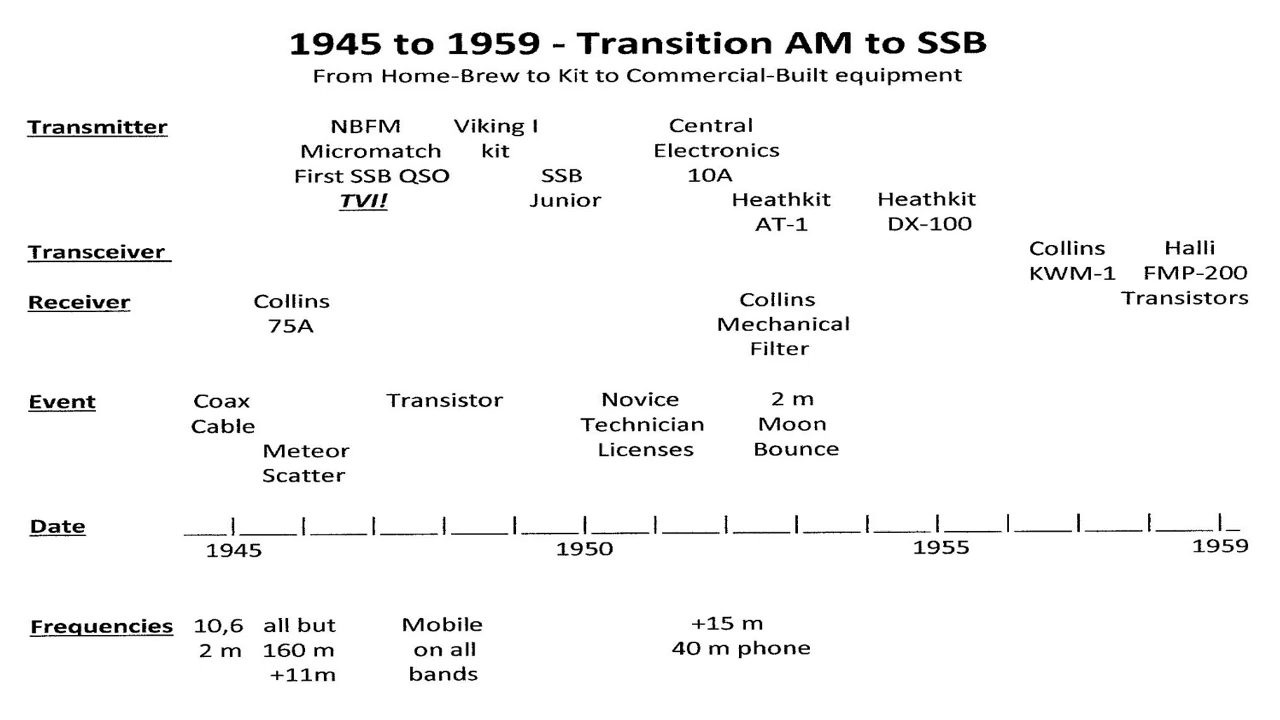 1945 to 1959 - Transition AM to SSB
From Home-Brew to Kit to Commercial-Built equipment
Transmitter
NBFM
Micromatch
First SSB QSO
TVI!
Viking I
kit
SSB
Junior
Central
Electronics
10A
Heathkit
AT-1
Heathkit
DX-100
Transceiver
Collins
KWM-1
Halli
FMP-200
Transistors
Receiver
Collins
75A
Collins
Mechanical
Filter
Event
Coax
Cable
Meteor
Scatter
Transistor
Novice
Technician
Licenses
2 m
Moon
Bounce
Date
1945
1950
1955
1959
Frequencies
10,6
2 m
all but
160 m
+11m
Mobile
on all
bands
+15 m
40 m phone